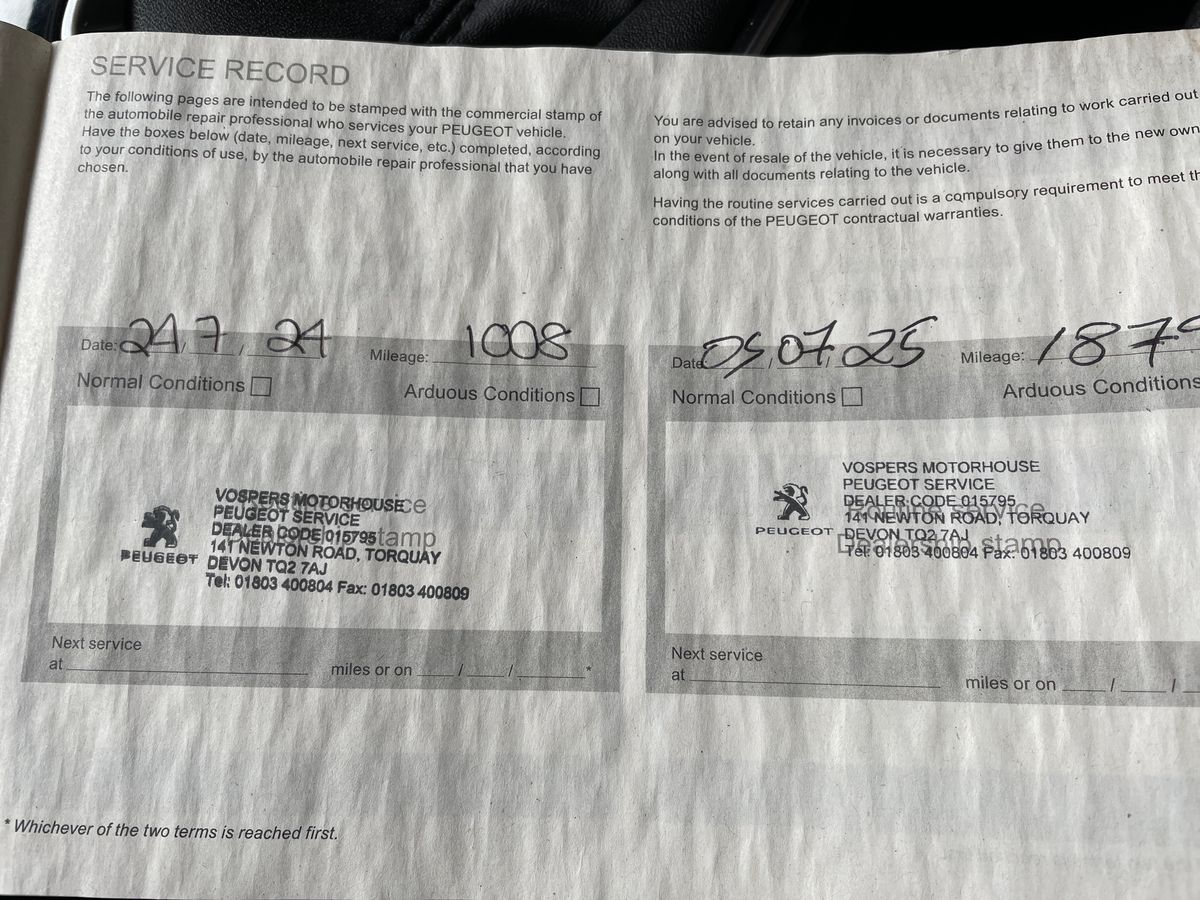 SERVICE RECORD
The following pages are intended to be stamped with the commercial stamp of
the automobile repair professional who services your PEUGEOT vehicle.
Have the boxes below (date, mileage, next service, etc.) completed, according
to your conditions of use, by the automobile repair professional that you have
chosen.
You are advised to retain any invoices or documents relating to work carried out
on your vehicle.
In the event of resale of the vehicle, it is necessary to give them to the new own
along with all documents relating to the vehicle.
Having the routine services carried out is a compulsory requirement to meet th
conditions of the PEUGEOT contractual warranties.
Date: 24, 7, 24 Mileage: 1008
Normal Conditions Arduous Conditions
VOSPERS MOTORHOUSE
PEUGEOT SERVICE
DEALER CODE 015795
141 NEWTON ROAD, TORQUAY
PEUGEOT DEVON TQ2 7AJ
Tel: 01803 400804 Fax: 01803 400809
Next service
at miles or on / / *
Date: 05,07,25 Mileage: 187
Normal Conditions Arduous Conditions
VOSPERS MOTORHOUSE
PEUGEOT SERVICE
DEALER CODE 015795
Routine service
141 NEWTON ROAD, TORQUAY
PEUGEOT DEVON TQ2 7AJ
Dealership stamp
Tel: 01803 400804 Fax: 01803 400809
Next service
at miles or on / /
* Whichever of the two terms is reached first.